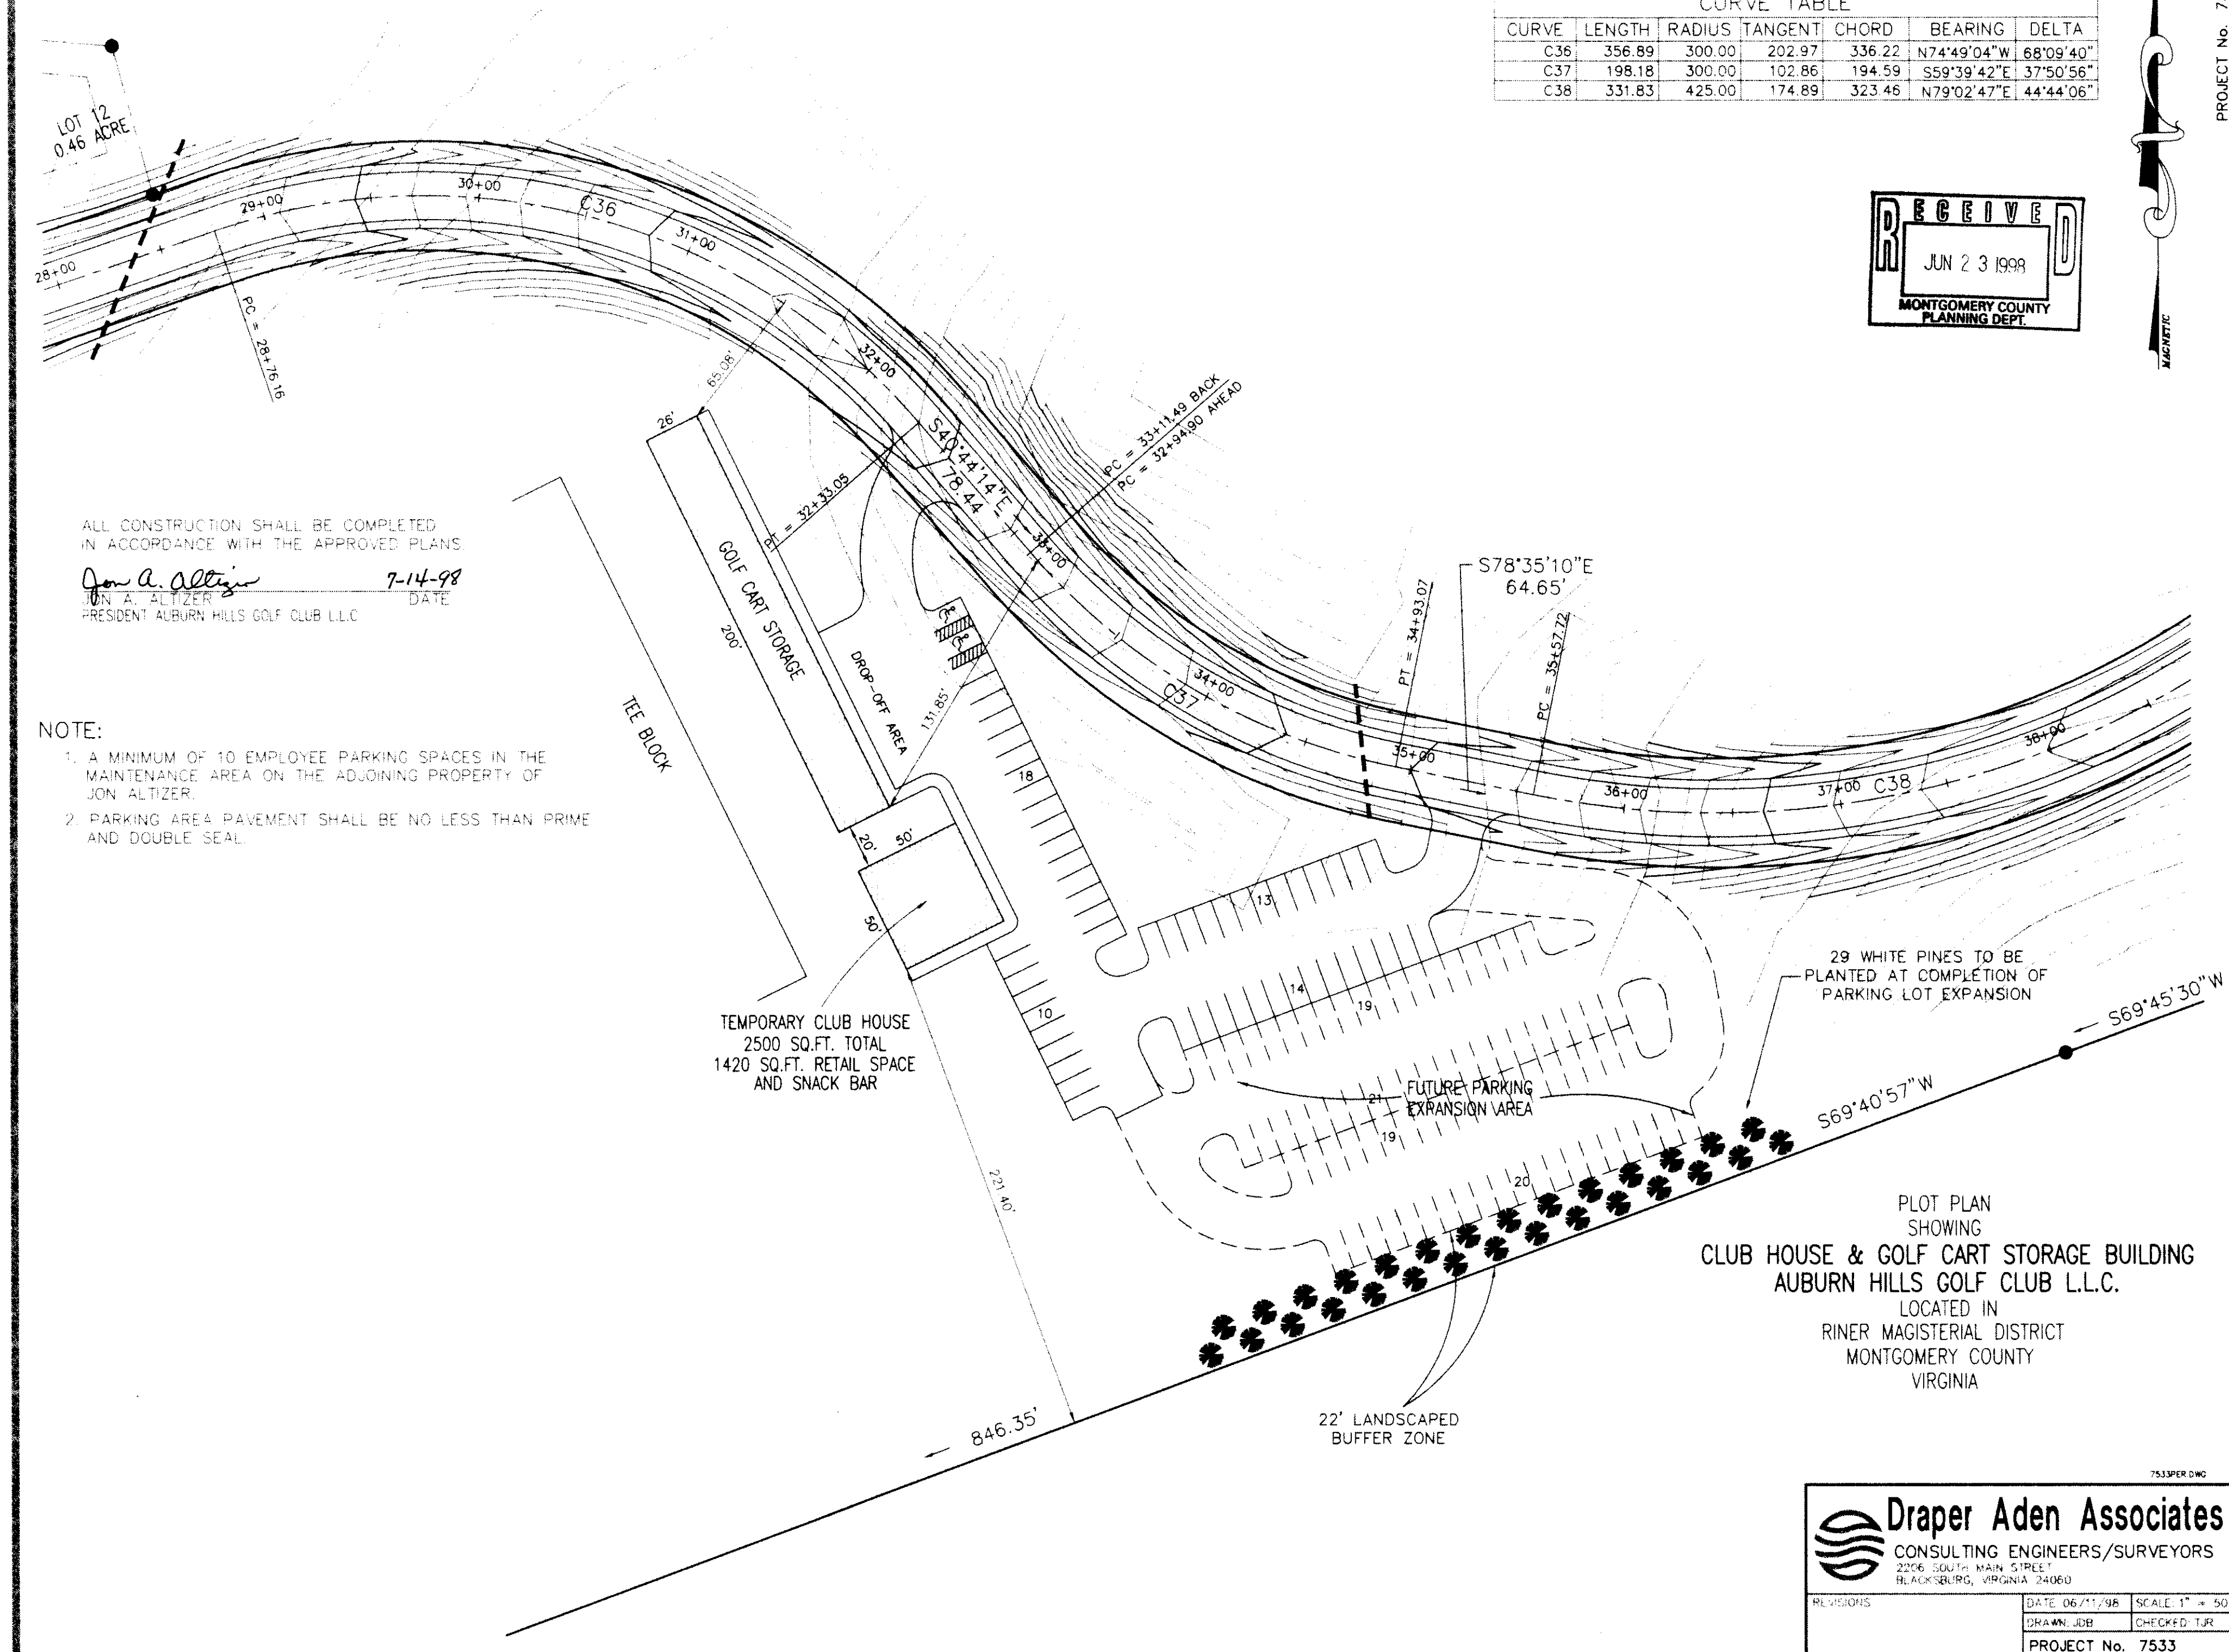 CURVE TABLE
CURVE LENGTH RADIUS TANGENT CHORD BEARING DELTA
C36 356.89 300.00 202.97 336.22 N74°49'04"W 68°09'40"
C37 198.18 300.00 102.86 194.59 S59°39'42"E 37°50'56"
C38 331.83 425.00 174.89 323.46 N79°02'47"E 44°44'06"
PROJECT No. 7
MAGNETIC
RECEIVED
JUN 23 1998
MONTGOMERY COUNTY
PLANNING DEPT.
LOT 12
0.46 ACRE
28+00
29+00
30+00
C36
31+00
32+00
PC = 28+76.16
65.08'
26'
S40°44'14"E
78.44
PC = 33+11.49 BACK
PC = 32+94.90 AHEAD
PT = 32+33.05
33+00
GOLF CART STORAGE
200'
DROP-OFF AREA
131.85'
TEE BLOCK
ALL CONSTRUCTION SHALL BE COMPLETED
IN ACCORDANCE WITH THE APPROVED PLANS.
Jon A. Altizer 7-14-98
JON A. ALTIZER DATE
PRESIDENT AUBURN HILLS GOLF CLUB L.L.C
NOTE:
1. A MINIMUM OF 10 EMPLOYEE PARKING SPACES IN THE
MAINTENANCE AREA ON THE ADJOINING PROPERTY OF
JON ALTIZER.
2. PARKING AREA PAVEMENT SHALL BE NO LESS THAN PRIME
AND DOUBLE SEAL.
34+00
C37
S78°35'10"E
64.65'
PT = 34+93.07
PC = 35+57.72
35+00
36+00
37+00
C38
38+00
18
20'
50'
50'
13
14
19
10
TEMPORARY CLUB HOUSE
2500 SQ.FT. TOTAL
1420 SQ.FT. RETAIL SPACE
AND SNACK BAR
FUTURE PARKING
EXPANSION AREA
21
19
20
29 WHITE PINES TO BE
PLANTED AT COMPLETION OF
PARKING LOT EXPANSION
S69°45'30"W
S69°40'57"W
221.40'
846.35'
22' LANDSCAPED
BUFFER ZONE
PLOT PLAN
SHOWING
CLUB HOUSE & GOLF CART STORAGE BUILDING
AUBURN HILLS GOLF CLUB L.L.C.
LOCATED IN
RINER MAGISTERIAL DISTRICT
MONTGOMERY COUNTY
VIRGINIA
7533PER.DWG
Draper Aden Associates
CONSULTING ENGINEERS/SURVEYORS
2206 SOUTH MAIN STREET
BLACKSBURG, VIRGINIA 24060
REVISIONS
DATE 06/11/98 SCALE: 1" = 50
DRAWN: JDB CHECKED: TJR
PROJECT No. 7533